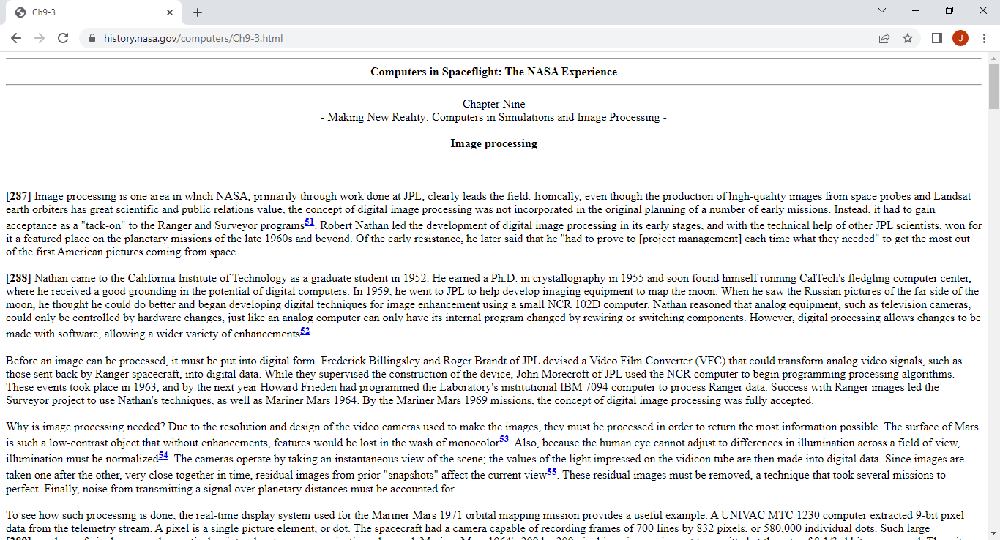 Ch9-3
history.nasa.gov/computers/Ch9-3.html
J
Computers in Spaceflight: The NASA Experience
- Chapter Nine -
- Making New Reality: Computers in Simulations and Image Processing -
Image processing
[287] Image processing is one area in which NASA, primarily through work done at JPL, clearly leads the field. Ironically, even though the production of high-quality images from space probes and Landsat
earth orbiters has great scientific and public relations value, the concept of digital image processing was not incorporated in the original planning of a number of early missions. Instead, it had to gain
acceptance as a "tack-on" to the Ranger and Surveyor programs51. Robert Nathan led the development of digital image processing in its early stages, and with the technical help of other JPL scientists, won for
it a featured place on the planetary missions of the late 1960s and beyond. Of the early resistance, he later said that he "had to prove to [project management] each time what they needed" to get the most out
of the first American pictures coming from space.
[288] Nathan came to the California Institute of Technology as a graduate student in 1952. He earned a Ph.D. in crystallography in 1955 and soon found himself running CalTech's fledgling computer center,
where he received a good grounding in the potential of digital computers. In 1959, he went to JPL to help develop imaging equipment to map the moon. When he saw the Russian pictures of the far side of the
moon, he thought he could do better and began developing digital techniques for image enhancement using a small NCR 102D computer. Nathan reasoned that analog equipment, such as television cameras,
could only be controlled by hardware changes, just like an analog computer can only have its internal program changed by rewiring or switching components. However, digital processing allows changes to be
made with software, allowing a wider variety of enhancements52.
Before an image can be processed, it must be put into digital form. Frederick Billingsley and Roger Brandt of JPL devised a Video Film Converter (VFC) that could transform analog video signals, such as
those sent back by Ranger spacecraft, into digital data. While they supervised the construction of the device, John Morecroft of JPL used the NCR computer to begin programming processing algorithms.
These events took place in 1963, and by the next year Howard Frieden had programmed the Laboratory's institutional IBM 7094 computer to process Ranger data. Success with Ranger images led the
Surveyor project to use Nathan's techniques, as well as Mariner Mars 1964. By the Mariner Mars 1969 missions, the concept of digital image processing was fully accepted.
Why is image processing needed? Due to the resolution and design of the video cameras used to make the images, they must be processed in order to return the most information possible. The surface of Mars
is such a low-contrast object that without enhancements, features would be lost in the wash of monocolor53. Also, because the human eye cannot adjust to differences in illumination across a field of view,
illumination must be normalized54. The cameras operate by taking an instantaneous view of the scene; the values of the light impressed on the vidicon tube are then made into digital data. Since images are
taken one after the other, very close together in time, residual images from prior "snapshots" affect the current view55. These residual images must be removed, a technique that took several missions to
perfect. Finally, noise from transmitting a signal over planetary distances must be accounted for.
To see how such processing is done, the real-time display system used for the Mariner Mars 1971 orbital mapping mission provides a useful example. A UNIVAC MTC 1230 computer extracted 9-bit pixel
data from the telemetry stream. A pixel is a single picture element, or dot. The spacecraft had a camera capable of recording frames of 700 lines by 832 pixels, or 580,000 individual dots. Such large